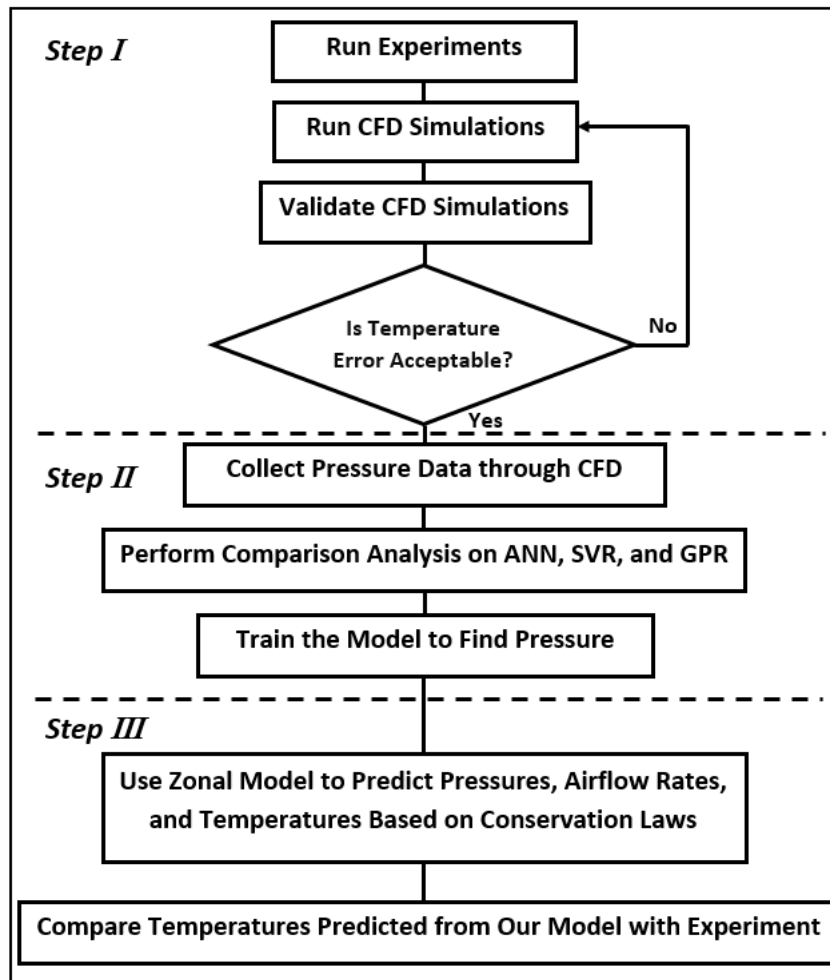 Step I
Run Experiments
Run CFD Simulations
Validate CFD Simulations
Is Temperature
Error Acceptable?
No
Yes
Step II
Collect Pressure Data through CFD
Perform Comparison Analysis on ANN, SVR, and GPR
Train the Model to Find Pressure
Step III
Use Zonal Model to Predict Pressures, Airflow Rates,
and Temperatures Based on Conservation Laws
Compare Temperatures Predicted from Our Model with Experiment